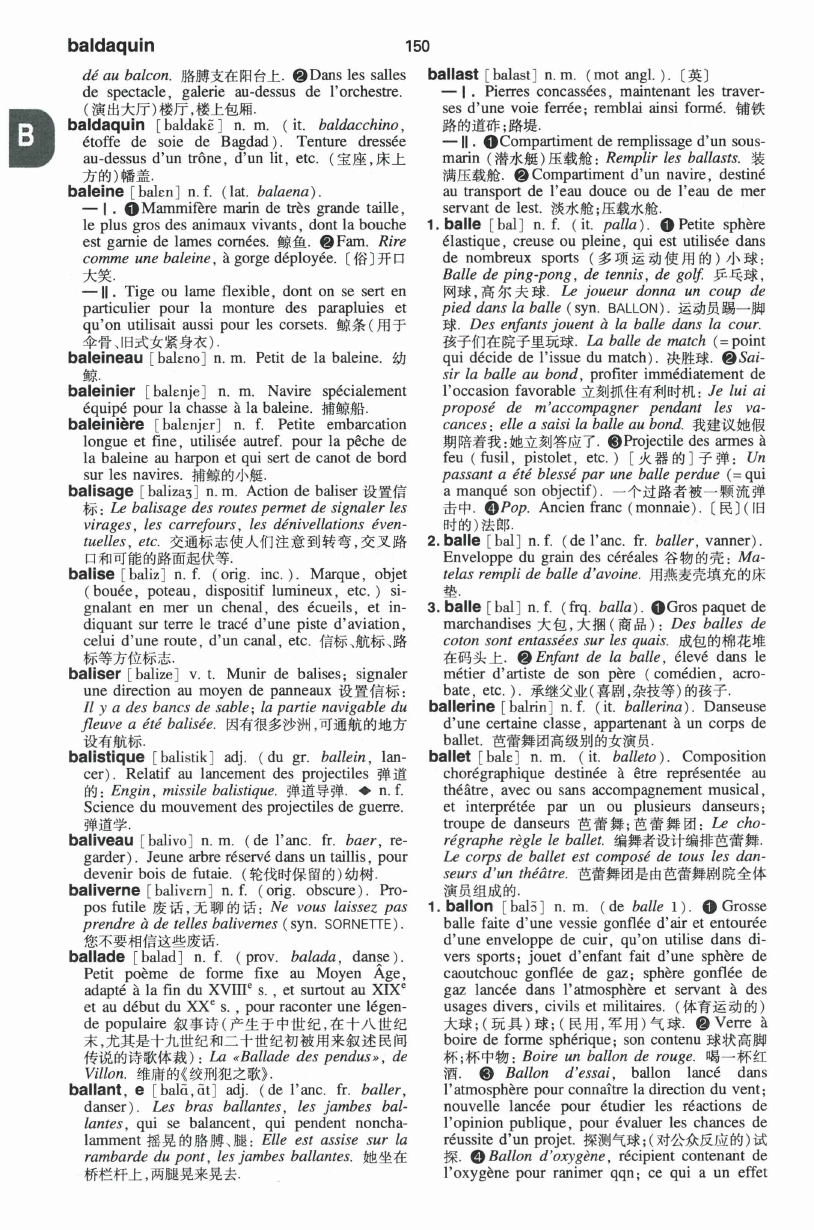 baldaquin
150
dé au balcon. 胳膊支在阳台上. ❷Dans les salles
de spectacle, galerie au-dessus de l'orchestre.
(演出大厅)楼厅,楼上包厢.
B
baldaquin [baldakɛ̃] n. m. (it. baldacchino,
étoffe de soie de Bagdad). Tenture dressée
au-dessus d'un trône, d'un lit, etc. (宝座,床上
方的)幡盖.
baleine [balɛn] n. f. (lat. balaena).
— Ⅰ. ❶Mammifère marin de très grande taille,
le plus gros des animaux vivants, dont la bouche
est garnie de lames cornées. 鲸鱼. ❷Fam. Rire
comme une baleine, à gorge déployée. [俗]开口
大笑.
— Ⅱ. Tige ou lame flexible, dont on se sert en
particulier pour la monture des parapluies et
qu'on utilisait aussi pour les corsets. 鲸条(用于
伞骨、旧式女紧身衣).
baleineau [balɛno] n. m. Petit de la baleine. 幼
鲸.
baleinier [balɛnje] n. m. Navire spécialement
équipé pour la chasse à la baleine. 捕鲸船.
baleinière [balɛnjɛr] n. f. Petite embarcation
longue et fine, utilisée autref. pour la pêche de
la baleine au harpon et qui sert de canot de bord
sur les navires. 捕鲸的小艇.
balisage [balizaʒ] n. m. Action de baliser 设置信
标: Le balisage des routes permet de signaler les
virages, les carrefours, les dénivellations éven-
tuelles, etc. 交通标志使人们注意到转弯,交叉路
口和可能的路面起伏等.
balise [baliz] n. f. (orig. inc.). Marque, objet
(bouée, poteau, dispositif lumineux, etc.) si-
gnalant en mer un chenal, des écueils, et in-
diquant sur terre le tracé d'une piste d'aviation,
celui d'une route, d'un canal, etc. 信标、航标、路
标等方位标志.
baliser [balize] v. t. Munir de balises; signaler
une direction au moyen de panneaux 设置信标:
Il y a des bancs de sable; la partie navigable du
fleuve a été balisée. 因有很多沙洲,可通航的地方
设有航标.
balistique [balistik] adj. (du gr. ballein, lan-
cer). Relatif au lancement des projectiles 弹道
的: Engin, missile balistique. 弹道导弹. ◆ n. f.
Science du mouvement des projectiles de guerre.
弹道学.
baliveau [balivo] n. m. (de l'anc. fr. baer, re-
garder). Jeune arbre réservé dans un taillis, pour
devenir bois de futaie. (轮伐时保留的)幼树.
baliverne [balivɛrn] n. f. (orig. obscure). Pro-
pos futile 废话,无聊的话: Ne vous laissez pas
prendre à de telles balivernes (syn. SORNETTE).
您不要相信这些废话.
ballade [balad] n. f. (prov. balada, danse).
Petit poème de forme fixe au Moyen Âge,
adapté à la fin du XVIIIᵉ s., et surtout au XIXᵉ
et au début du XXᵉ s., pour raconter une légen-
de populaire 叙事诗(产生于中世纪,在十八世纪
末,尤其是十九世纪和二十世纪初被用来叙述民间
传说的诗歌体裁): La «Ballade des pendus», de
Villon. 维庸的《绞刑犯之歌》.
ballant, e [balɑ̃, ɑ̃t] adj. (de l'anc. fr. baller,
danser). Les bras ballantes, les jambes bal-
lantes, qui se balancent, qui pendent noncha-
lamment 摇晃的胳膊、腿: Elle est assise sur la
rambarde du pont, les jambes ballantes. 她坐在
桥栏杆上,两腿晃来晃去.
ballast [balast] n. m. (mot angl.). [英]
— Ⅰ. Pierres concassées, maintenant les traver-
ses d'une voie ferrée; remblai ainsi formé. 铺铁
路的道砟;路堤.
— Ⅱ. ❶Compartiment de remplissage d'un sous-
marin (潜水艇)压载舱: Remplir les ballasts. 装
满压载舱. ❷Compartiment d'un navire, destiné
au transport de l'eau douce ou de l'eau de mer
servant de lest. 淡水舱;压载水舱.
1. balle [bal] n. f. (it. palla). ❶ Petite sphère
élastique, creuse ou pleine, qui est utilisée dans
de nombreux sports (多项运动使用的)小球:
Balle de ping-pong, de tennis, de golf. 乒乓球,
网球,高尔夫球. Le joueur donna un coup de
pied dans la balle (syn. BALLON). 运动员踢一脚
球. Des enfants jouent à la balle dans la cour.
孩子们在院子里玩球. La balle de match (= point
qui décide de l'issue du match). 决胜球. ❷Sai-
sir la balle au bond, profiter immédiatement de
l'occasion favorable 立刻抓住有利时机: Je lui ai
proposé de m'accompagner pendant les va-
cances: elle a saisi la balle au bond. 我建议她假
期陪着我:她立刻答应了. ❸Projectile des armes à
feu (fusil, pistolet, etc.) [火器的]子弹: Un
passant a été blessé par une balle perdue (= qui
a manqué son objectif). 一个过路者被一颗流弹
击中. ❹Pop. Ancien franc (monnaie). [民](旧
时的)法郎.
2. balle [bal] n. f. (de l'anc. fr. baller, vanner).
Enveloppe du grain des céréales 谷物的壳: Ma-
telas rempli de balle d'avoine. 用燕麦壳填充的床
垫.
3. balle [bal] n. f. (frq. balla). ❶Gros paquet de
marchandises 大包,大捆(商品): Des balles de
coton sont entassées sur les quais. 成包的棉花堆
在码头上. ❷ Enfant de la balle, élevé dans le
métier d'artiste de son père (comédien, acro-
bate, etc.). 承继父业(喜剧,杂技等)的孩子.
ballerine [balrin] n. f. (it. ballerina). Danseuse
d'une certaine classe, appartenant à un corps de
ballet. 芭蕾舞团高级别的女演员.
ballet [balɛ] n. m. (it. balleto). Composition
chorégraphique destinée à être représentée au
théâtre, avec ou sans accompagnement musical,
et interprétée par un ou plusieurs danseurs;
troupe de danseurs 芭蕾舞;芭蕾舞团: Le cho-
régraphe règle le ballet. 编舞者设计编排芭蕾舞.
Le corps de ballet est composé de tous les dan-
seurs d'un théâtre. 芭蕾舞团是由芭蕾舞剧院全体
演员组成的.
1. ballon [balɔ̃] n. m. (de balle 1). ❶ Grosse
balle faite d'une vessie gonflée d'air et entourée
d'une enveloppe de cuir, qu'on utilise dans di-
vers sports; jouet d'enfant fait d'une sphère de
caoutchouc gonflée de gaz; sphère gonflée de
gaz lancée dans l'atmosphère et servant à des
usages divers, civils et militaires. (体育运动的)
大球;(玩具)球;(民用,军用)气球. ❷ Verre à
boire de forme sphérique; son contenu 球状高脚
杯;杯中物: Boire un ballon de rouge. 喝一杯红
酒. ❸ Ballon d'essai, ballon lancé dans
l'atmosphère pour connaître la direction du vent;
nouvelle lancée pour étudier les réactions de
l'opinion publique, pour évaluer les chances de
réussite d'un projet. 探测气球;(对公众反应的)试
探. ❹ Ballon d'oxygène, récipient contenant de
l'oxygène pour ranimer qqn; ce qui a un effet